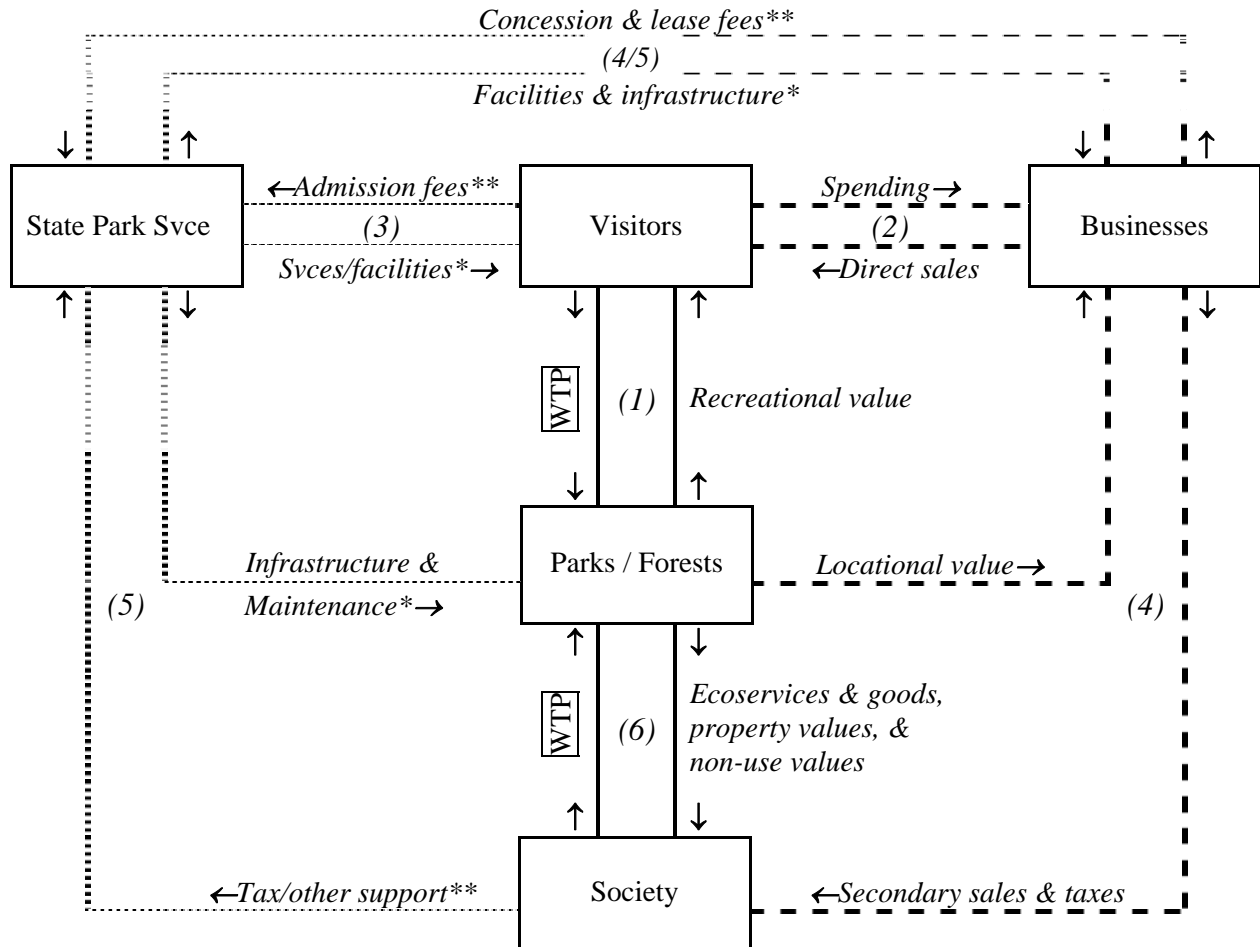 Concession & lease fees**
(4/5)
Facilities & infrastructure*
↓ ↑ ↓ ↑
←Admission fees** Spending→
State Park Svce (3) Visitors (2) Businesses
Svces/facilities*→ ←Direct sales
↑ ↓ ↓ ↑ ↑ ↓
WTP (1) Recreational value
↓ ↑
Infrastructure & Parks / Forests Locational value→
Maintenance*→
(5) (4)
↑ ↓
WTP (6) Ecoservices & goods,
property values, &
non-use values
↑ ↓
←Tax/other support** Society ←Secondary sales & taxes